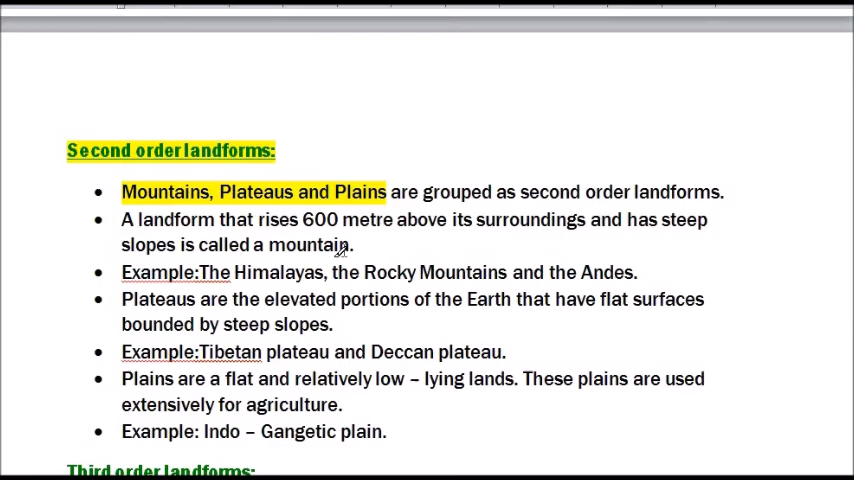 Second order landforms:
• Mountains, Plateaus and Plains are grouped as second order landforms.
• A landform that rises 600 metre above its surroundings and has steep
slopes is called a mountain.
• Example:The Himalayas, the Rocky Mountains and the Andes.
• Plateaus are the elevated portions of the Earth that have flat surfaces
bounded by steep slopes.
• Example:Tibetan plateau and Deccan plateau.
• Plains are a flat and relatively low – lying lands. These plains are used
extensively for agriculture.
• Example: Indo – Gangetic plain.
Third order landforms: